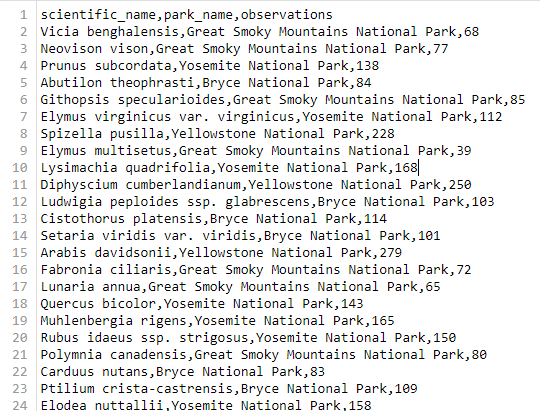 1 scientific_name,park_name,observations
2 Vicia benghalensis,Great Smoky Mountains National Park,68
3 Neovison vison,Great Smoky Mountains National Park,77
4 Prunus subcordata,Yosemite National Park,138
5 Abutilon theophrasti,Bryce National Park,84
6 Githopsis specularioides,Great Smoky Mountains National Park,85
7 Elymus virginicus var. virginicus,Yosemite National Park,112
8 Spizella pusilla,Yellowstone National Park,228
9 Elymus multisetus,Great Smoky Mountains National Park,39
10 Lysimachia quadrifolia,Yosemite National Park,168
11 Diphyscium cumberlandianum,Yellowstone National Park,250
12 Ludwigia peploides ssp. glabrescens,Bryce National Park,103
13 Cistothorus platensis,Bryce National Park,114
14 Setaria viridis var. viridis,Bryce National Park,101
15 Arabis davidsonii,Yellowstone National Park,279
16 Fabronia ciliaris,Great Smoky Mountains National Park,72
17 Lunaria annua,Great Smoky Mountains National Park,65
18 Quercus bicolor,Yosemite National Park,143
19 Muhlenbergia rigens,Yosemite National Park,165
20 Rubus idaeus ssp. strigosus,Yosemite National Park,150
21 Polymnia canadensis,Great Smoky Mountains National Park,80
22 Carduus nutans,Bryce National Park,83
23 Ptilium crista-castrensis,Bryce National Park,109
24 Elodea nuttallii,Yosemite National Park,158